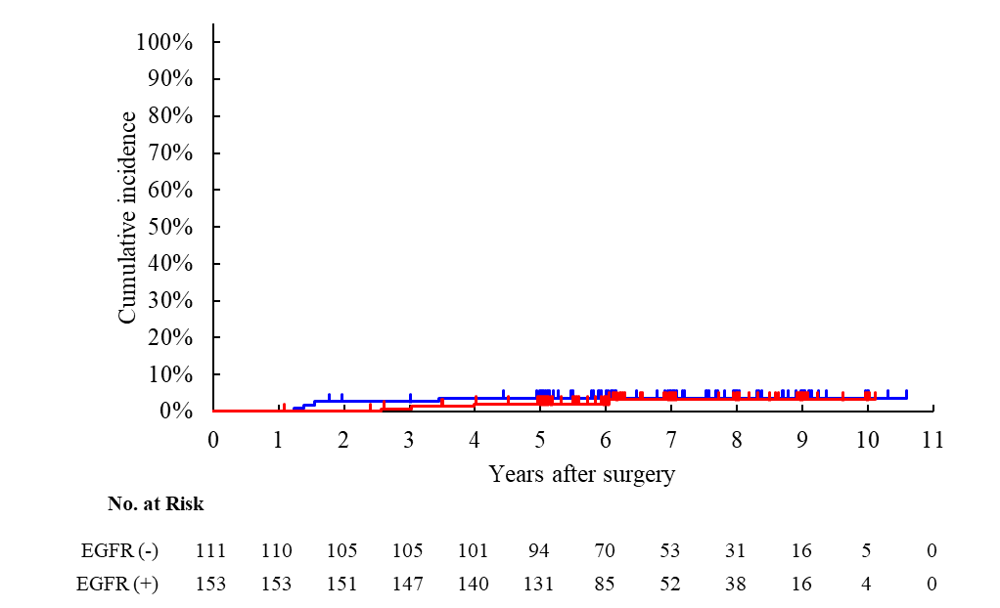 100%
90%
80%
70%
60%
50%
40%
30%
20%
10%
0%
Cumulative incidence
0 1 2 3 4 5 6 7 8 9 10 11
Years after surgery
No. at Risk
EGFR (-) 111 110 105 105 101 94 70 53 31 16 5 0
EGFR (+) 153 153 151 147 140 131 85 52 38 16 4 0